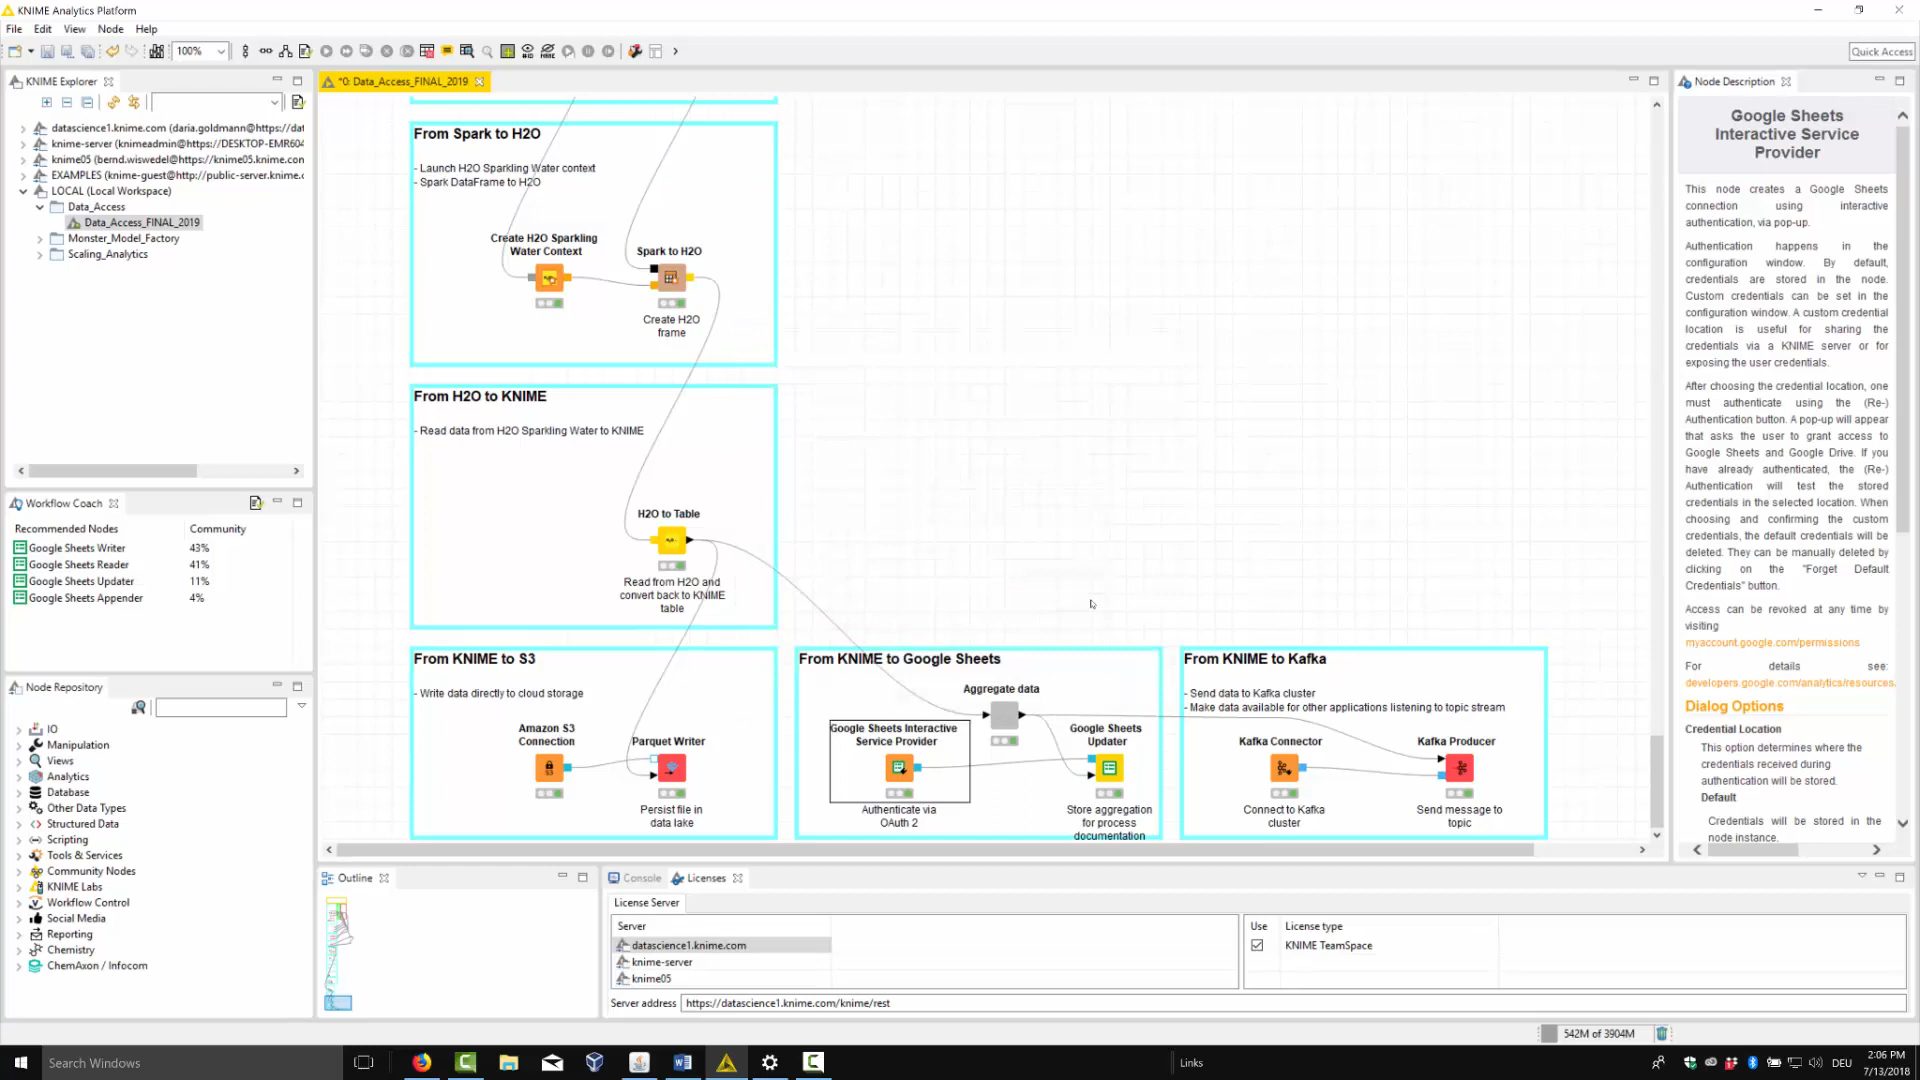 KNIME Analytics Platform
File Edit View Node Help
100%
Quick Access
KNIME Explorer
datascience1.knime.com (daria.goldmann@https://dat
knime-server (knimeadmin@https://DESKTOP-EMR604
knime05 (bernd.wiswedel@https://knime05.knime.con
EXAMPLES (knime-guest@http://public-server.knime.c
LOCAL (Local Workspace)
Data_Access
Data_Access_FINAL_2019
Monster_Model_Factory
Scaling_Analytics
Workflow Coach
Recommended Nodes Community
Google Sheets Writer 43%
Google Sheets Reader 41%
Google Sheets Updater 11%
Google Sheets Appender 4%
Node Repository
IO
Manipulation
Views
Analytics
Database
Other Data Types
Structured Data
Scripting
Tools & Services
Community Nodes
KNIME Labs
Workflow Control
Social Media
Reporting
Chemistry
ChemAxon / Infocom
*0: Data_Access_FINAL_2019
From Spark to H2O
- Launch H2O Sparkling Water context
- Spark DataFrame to H2O
Create H2O Sparkling
Water Context
Spark to H2O
Create H2O
frame
From H2O to KNIME
- Read data from H2O Sparkling Water to KNIME
H2O to Table
Read from H2O and
convert back to KNIME
table
From KNIME to S3
- Write data directly to cloud storage
Amazon S3
Connection
S3
Parquet Writer
Persist file in
data lake
From KNIME to Google Sheets
Aggregate data
Google Sheets Interactive
Service Provider
Authenticate via
OAuth 2
Google Sheets
Updater
Store aggregation
for process
documentation
From KNIME to Kafka
- Send data to Kafka cluster
- Make data available for other applications listening to topic stream
Kafka Connector
Connect to Kafka
cluster
Kafka Producer
Send message to
topic
Outline
Console Licenses
License Server
Server
datascience1.knime.com
knime-server
knime05
Use License type
KNIME TeamSpace
Server address https://datascience1.knime.com/knime/rest
Node Description
Google Sheets
Interactive Service
Provider
This node creates a Google Sheets
connection using interactive
authentication, via pop-up.
Authentication happens in the
configuration window. By default,
credentials are stored in the node.
Custom credentials can be set in the
configuration window. A custom credential
location is useful for sharing the
credentials via a KNIME server or for
exposing the user credentials.
After choosing the credential location, one
must authenticate using the (Re-)
Authentication button. A pop-up will appear
that asks the user to grant access to
Google Sheets and Google Drive. If you
have already authenticated, the (Re-)
Authentication will test the stored
credentials in the selected location. When
choosing and confirming the custom
credentials, the default credentials will be
deleted. They can be manually deleted by
clicking on the "Forget Default
Credentials" button.
Access can be revoked at any time by
visiting
myaccount.google.com/permissions
For details see:
developers.google.com/analytics/resources.
Dialog Options
Credential Location
This option determines where the
credentials received during
authentication will be stored.
Default
Credentials will be stored in the
node instance.
542M of 3904M
Search Windows
Links
DEU
2:06 PM
7/13/2018